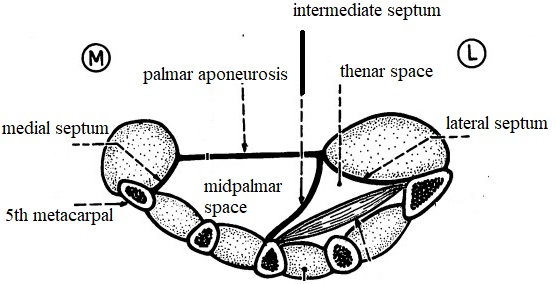 intermediate septum
M
L
palmar aponeurosis
thenar space
medial septum
lateral septum
midpalmar
space
5th metacarpal